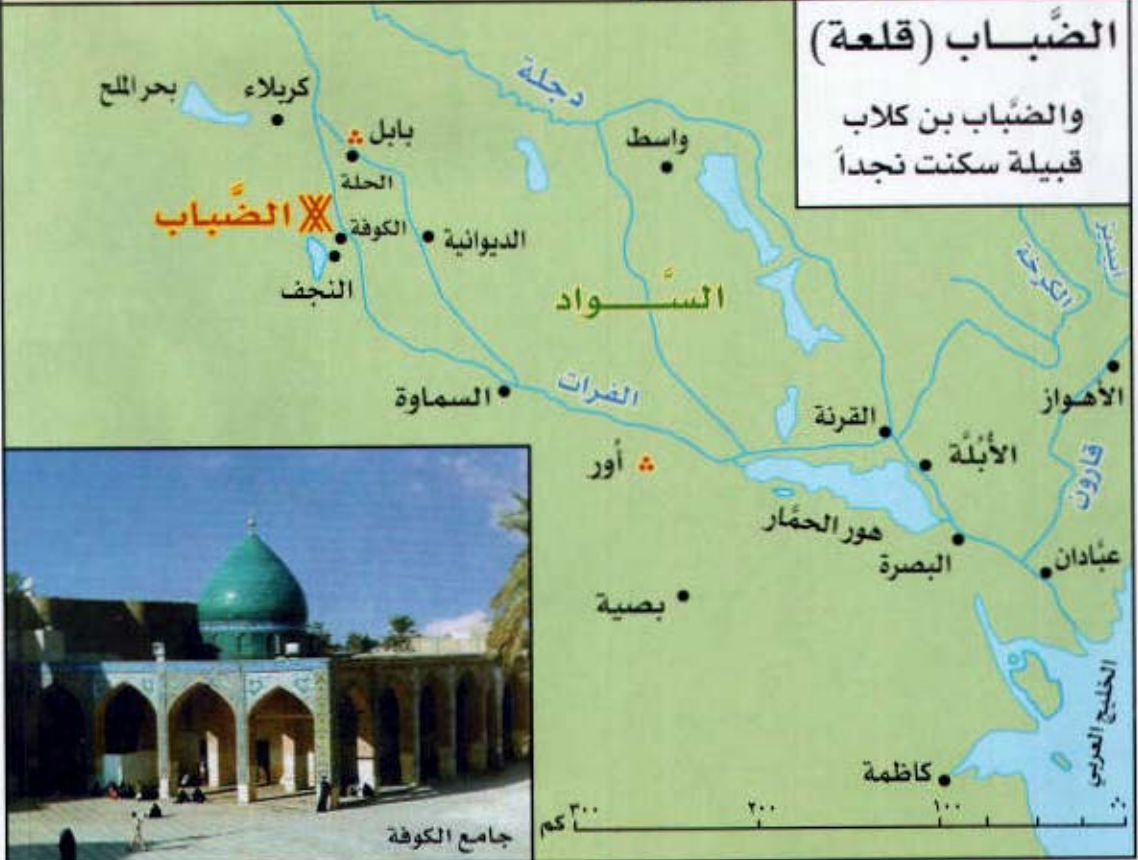 الضَّبـــاب (قلعة)
والضَّباب بن كلاب
قبيلة سكنت نجداً
دجلة
كربلاء
بحر الملح
بابل
واسط
الحلة
الضَّباب
الكوفة
الديوانية
النجف
الكرخة
السَّـــــواد
الأهواز
الفرات
السماوة
القرنة
الأُبُلَّة
أور
قارون
هور الحمَّار
البصرة
عبَّادان
بصية
الخليج العربي
كاظمة
٣٠٠
٢٠٠
١٠٠
كم
جامع الكوفة